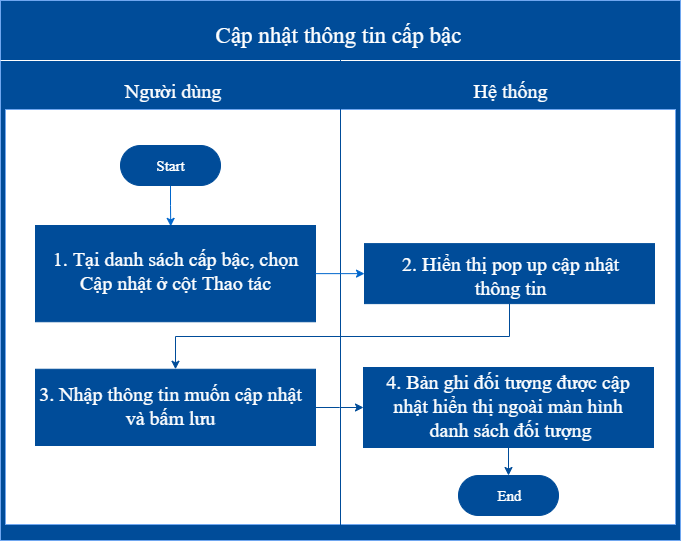 Cập nhật thông tin cấp bậc
Người dùng
Hệ thống
Start
1. Tại danh sách cấp bậc, chọn
Cập nhật ở cột Thao tác
2. Hiển thị pop up cập nhật
thông tin
3. Nhập thông tin muốn cập nhật
và bấm lưu
4. Bản ghi đối tượng được cập
nhật hiển thị ngoài màn hình
danh sách đối tượng
End